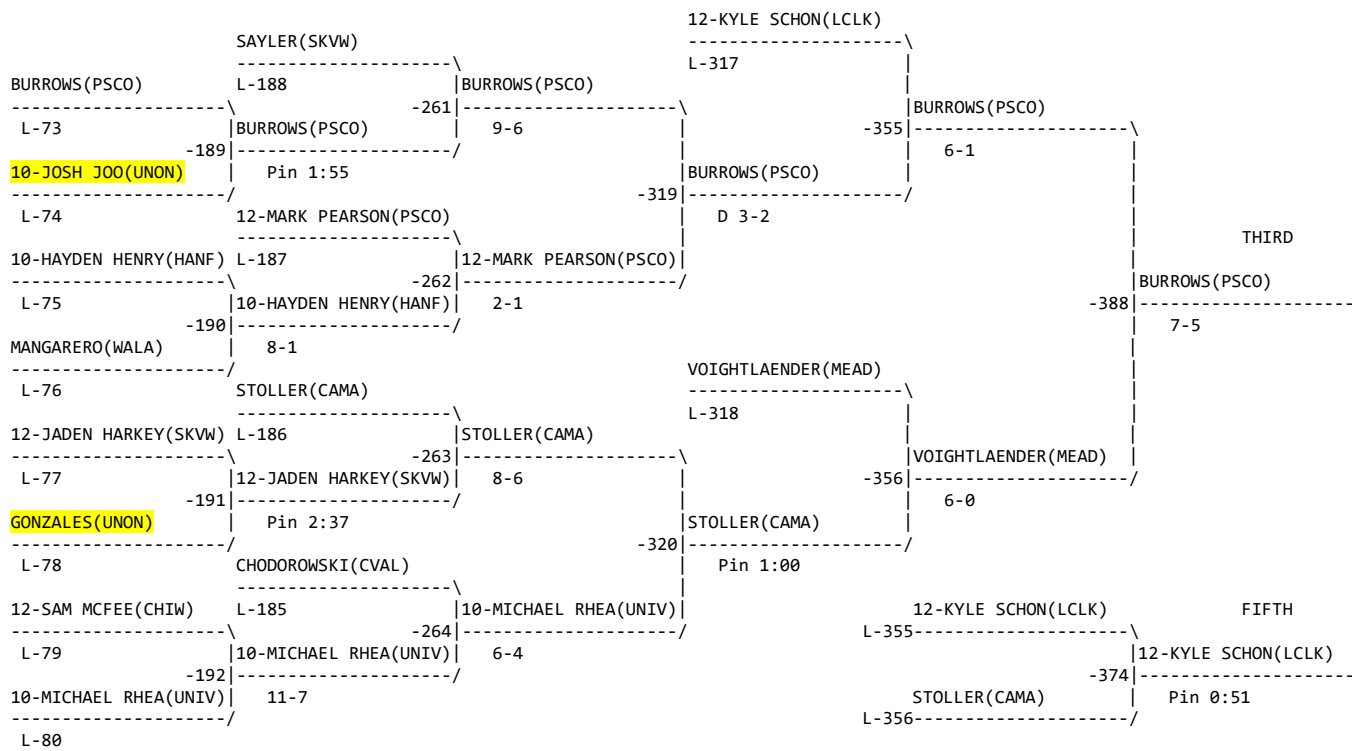 12-KYLE SCHON(LCLK)
                     SAYLER(SKVW)                              --------------------\
                     --------------------\                     L-317               |
BURROWS(PSCO)        L-188               |BURROWS(PSCO)                            |
--------------------\                -261|--------------------\                    |BURROWS(PSCO)
 L-73               |BURROWS(PSCO)       |  9-6               |                -355|--------------------\
                -189|--------------------/                    |                    |  6-1               |
10-JOSH JOO(UNON)   |  Pin 1:55                               |BURROWS(PSCO)       |                    |
--------------------/                                     -319|--------------------/                    |
 L-74                12-MARK PEARSON(PSCO)                    |  D 3-2                                  |
                     --------------------\                    |                                         |         THIRD
10-HAYDEN HENRY(HANF) L-187              |12-MARK PEARSON(PSCO)|                                        |
--------------------\                -262|--------------------/                                         |BURROWS(PSCO)
 L-75               |10-HAYDEN HENRY(HANF)|  2-1                                                    -388|--------------------
                -190|--------------------/                                                              |  7-5
MANGARERO(WALA)     |  8-1                                                                              |
--------------------/                                          VOIGHTLAENDER(MEAD)                      |
 L-76                STOLLER(CAMA)                             --------------------\                    |
                     --------------------\                     L-318               |                    |
12-JADEN HARKEY(SKVW) L-186              |STOLLER(CAMA)                            |                    |
--------------------\                -263|--------------------\                    |VOIGHTLAENDER(MEAD) |
 L-77               |12-JADEN HARKEY(SKVW)|  8-6              |                -356|--------------------/
                -191|--------------------/                    |                    |  6-0
GONZALES(UNON)      |  Pin 2:37                               |STOLLER(CAMA)       |
--------------------/                                     -320|--------------------/
 L-78                CHODOROWSKI(CVAL)                        |  Pin 1:00
                     --------------------\                    |
12-SAM MCFEE(CHIW)   L-185               |10-MICHAEL RHEA(UNIV)|                    12-KYLE SCHON(LCLK)           FIFTH
--------------------\                -264|--------------------/                L-355--------------------\
 L-79               |10-MICHAEL RHEA(UNIV)|  6-4                                                        |12-KYLE SCHON(LCLK)
                -192|--------------------/                                                          -374|--------------------
10-MICHAEL RHEA(UNIV)|  11-7                                                        STOLLER(CAMA)       |  Pin 0:51
--------------------/                                                          L-356--------------------/
 L-80